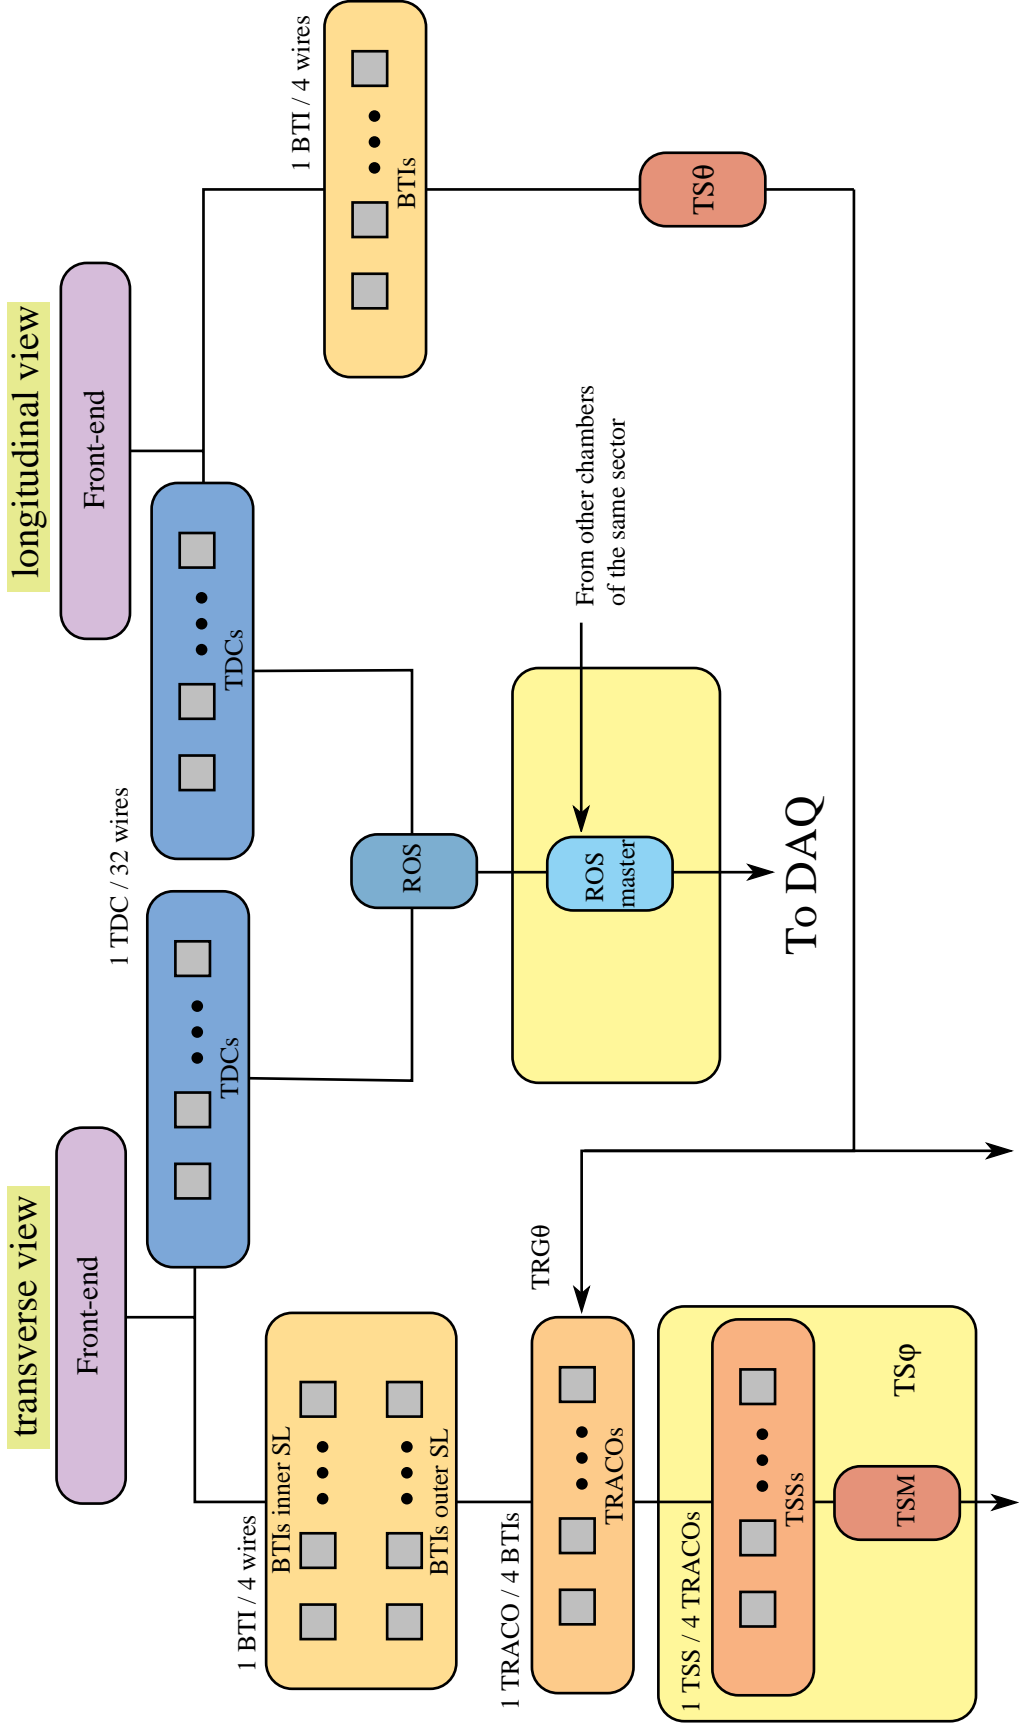 transverse view
longitudinal view
Front-end
Front-end
1 TDC / 32 wires
TDCs
TDCs
1 BTI / 4 wires
BTIs inner SL
BTIs outer SL
1 BTI / 4 wires
BTIs
ROS
1 TRACO / 4 BTIs
TRACOs
TRGθ
ROS
master
From other chambers
of the same sector
TSθ
1 TSS / 4 TRACOs
TSSs
TSM
TSφ
To DAQ